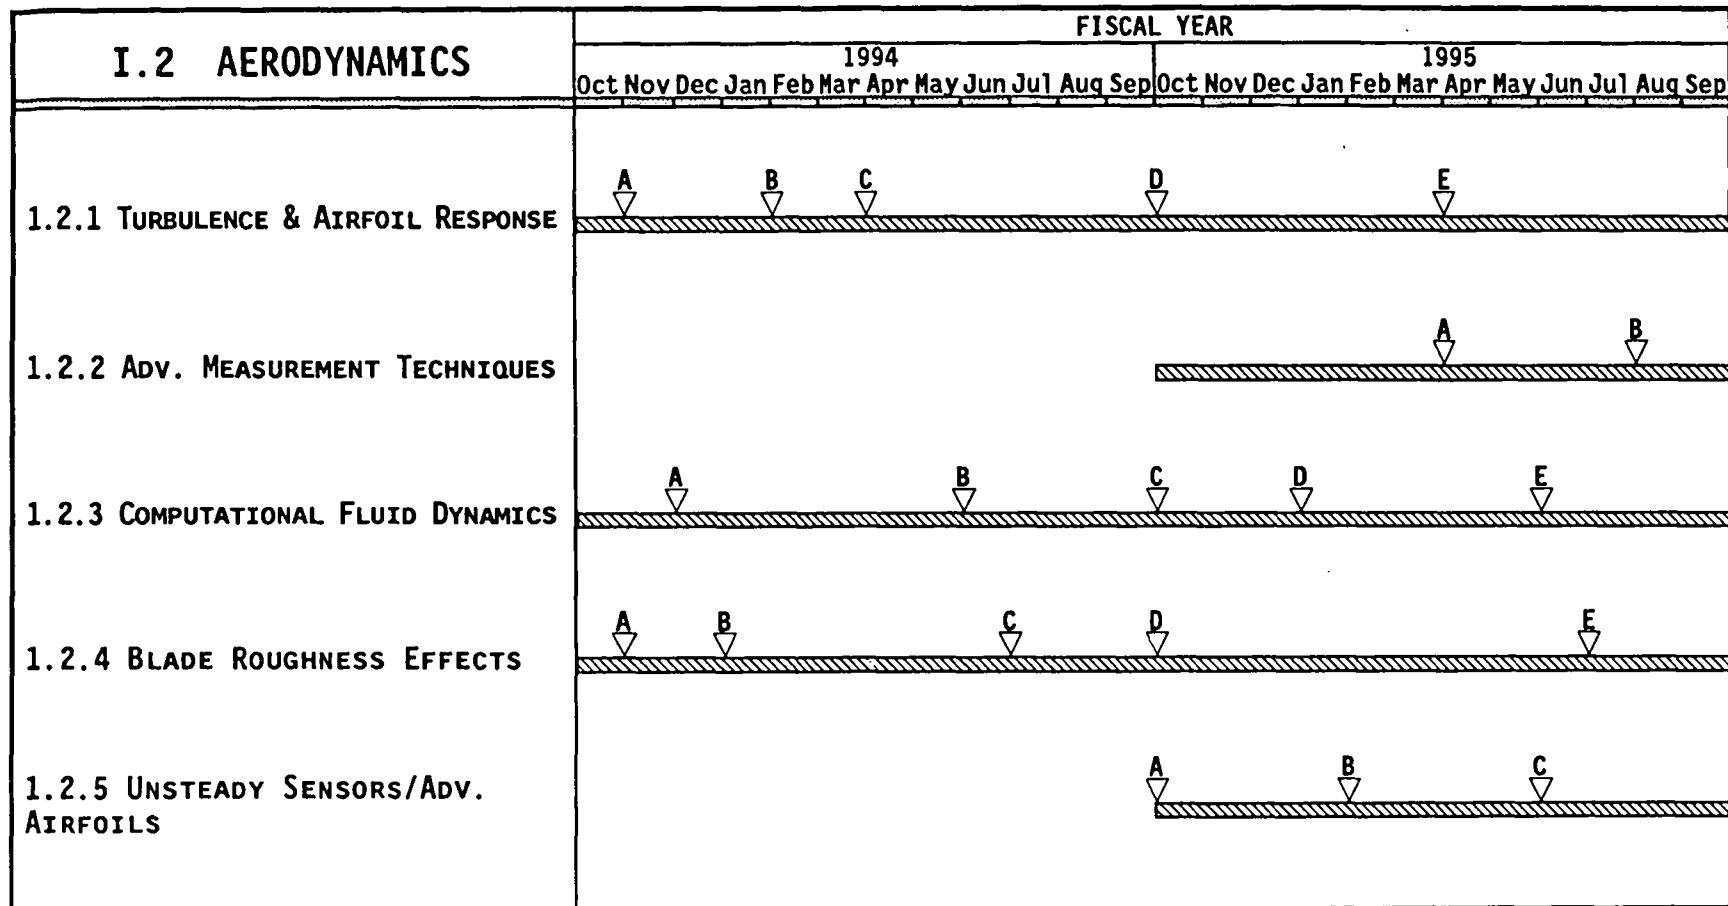 I.2 AERODYNAMICS
FISCAL YEAR
1994 1995
Oct Nov Dec Jan Feb Mar Apr May Jun Jul Aug Sep Oct Nov Dec Jan Feb Mar Apr May Jun Jul Aug Sep
A B C D E
1.2.1 TURBULENCE & AIRFOIL RESPONSE
A B
1.2.2 ADV. MEASUREMENT TECHNIQUES
A B C D E
1.2.3 COMPUTATIONAL FLUID DYNAMICS
A B C D E
1.2.4 BLADE ROUGHNESS EFFECTS
A B C
1.2.5 UNSTEADY SENSORS/ADV.
AIRFOILS